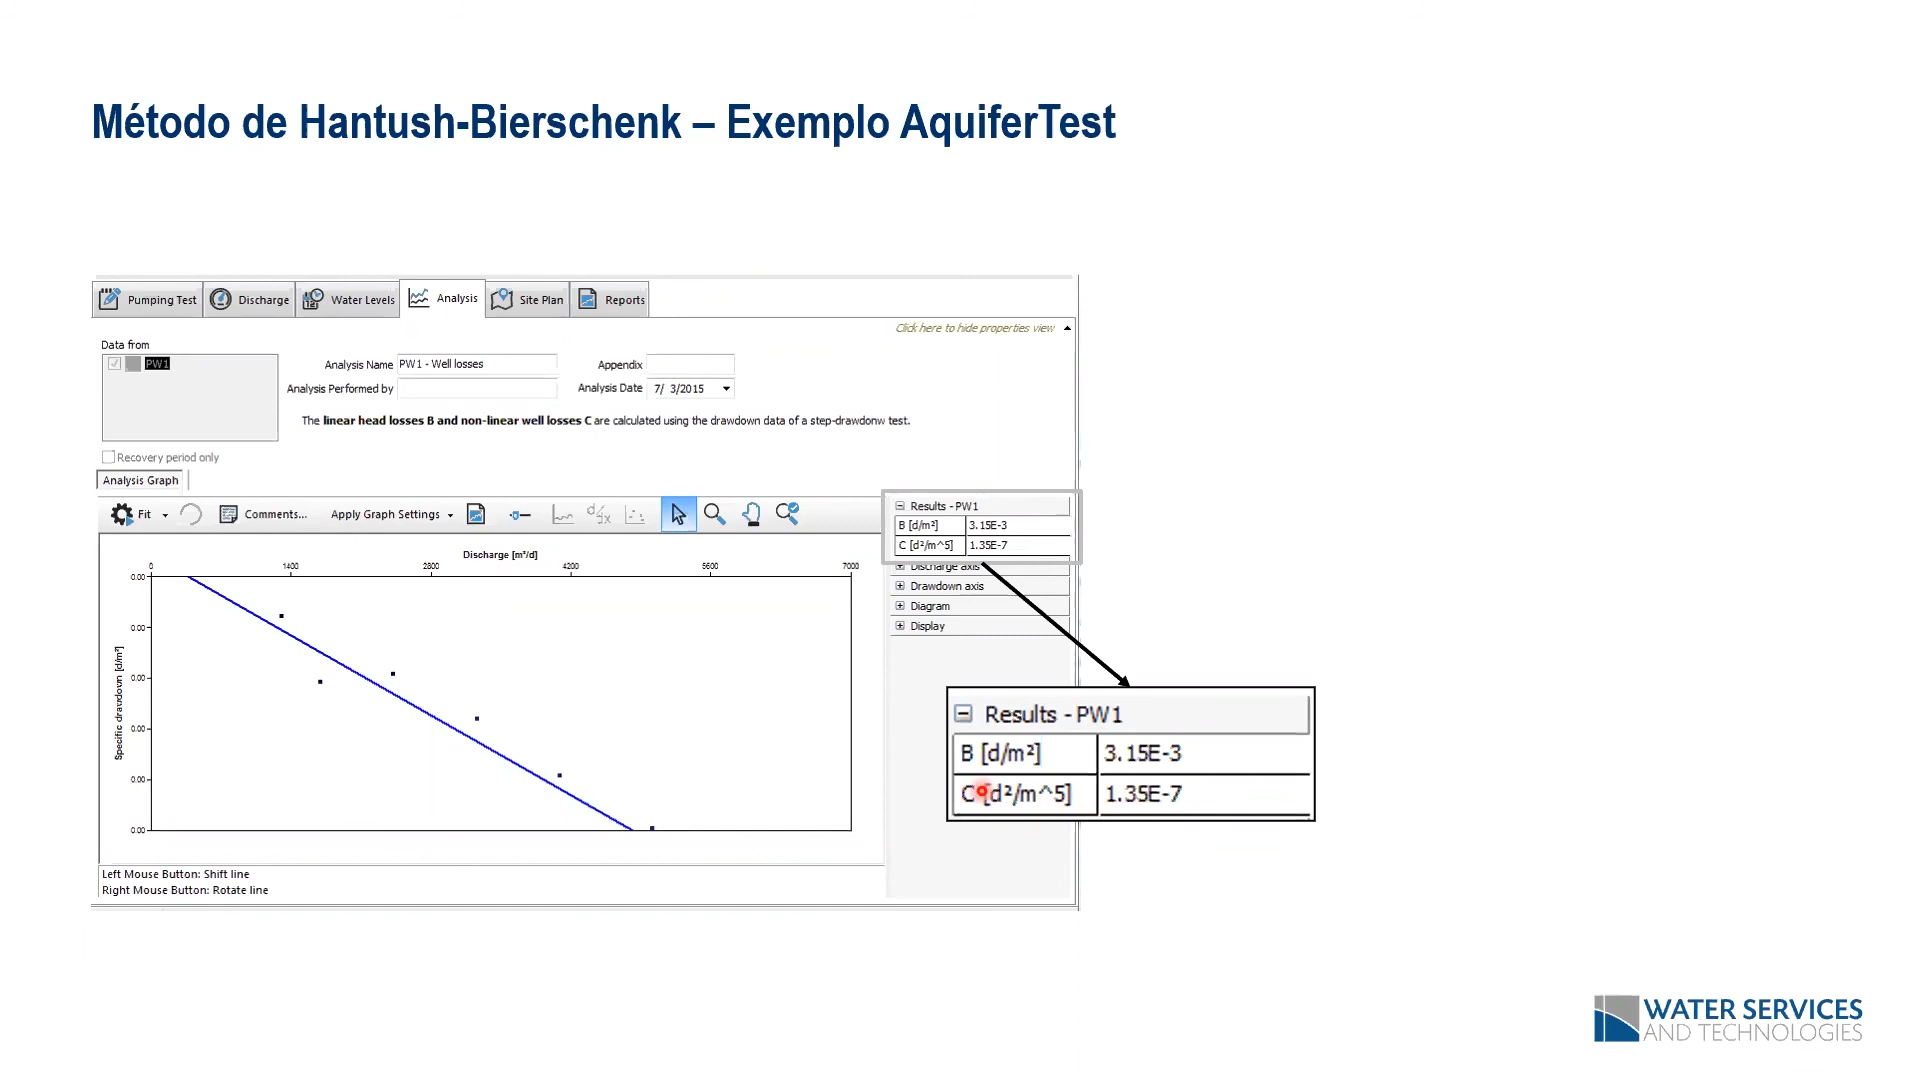 Método de Hantush-Bierschenk – Exemplo AquiferTest
Pumping Test
Discharge
Water Levels
Analysis
Site Plan
Reports
Click here to hide properties view
Data from
PW1
Analysis Name PW1 - Well losses
Appendix
Analysis Performed by
Analysis Date 7/ 3/2015
The linear head losses B and non-linear well losses C are calculated using the drawdown data of a step-drawdonw test.
Recovery period only
Analysis Graph
Fit
Comments...
Apply Graph Settings
Results - PW1
B [d/m²] 3.15E-3
C [d²/m^5] 1.35E-7
Discharge axis
Drawdown axis
Diagram
Display
Discharge [m³/d]
0 1400 2800 4200 5600 7000
0.00
0.00
0.00
0.00
0.00
0.00
Specific drawdown [d/m²]
Left Mouse Button: Shift line
Right Mouse Button: Rotate line
Results - PW1
B [d/m²] 3.15E-3
C [d²/m^5] 1.35E-7
WATER SERVICES
AND TECHNOLOGIES